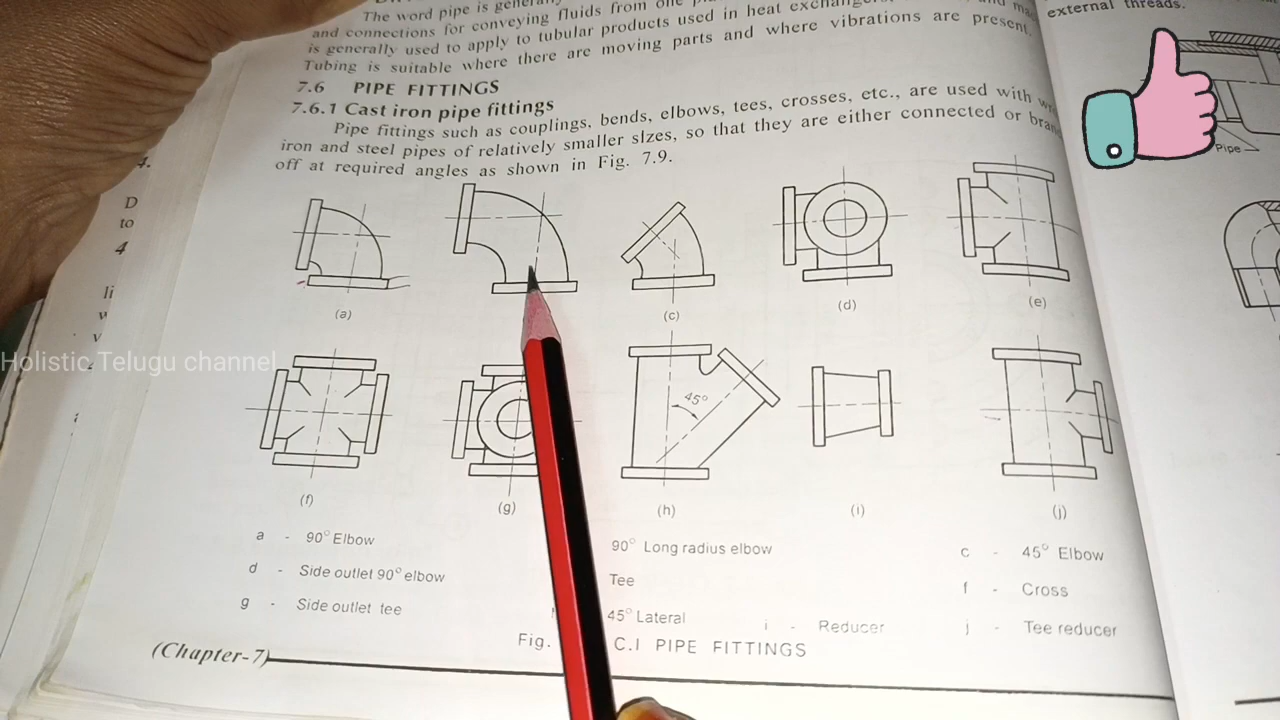 The word pipe is generally
and connections for conveying fluids from one
is generally used to apply to tubular products used in heat
Tubing is suitable where there are moving parts and where vibrations are present.
7.6 PIPE FITTINGS
7.6.1 Cast iron pipe fittings
Pipe fittings such as couplings, bends, elbows, tees, crosses, etc., are used with
iron and steel pipes of relatively smaller sizes, so that they are either connected or
off at required angles as shown in Fig. 7.9.
(a)
(c)
(d)
(e)
45°
(f)
(g)
(h)
(i)
(j)
a - 90° Elbow
90° Long radius elbow
c - 45° Elbow
d - Side outlet 90° elbow
Tee
f - Cross
g - Side outlet tee
45° Lateral
i - Reducer
j - Tee reducer
Fig. C.I PIPE FITTINGS
(Chapter-7)
external threads.
Pipe
4.
D
to
4
li
Holistic Telugu channel